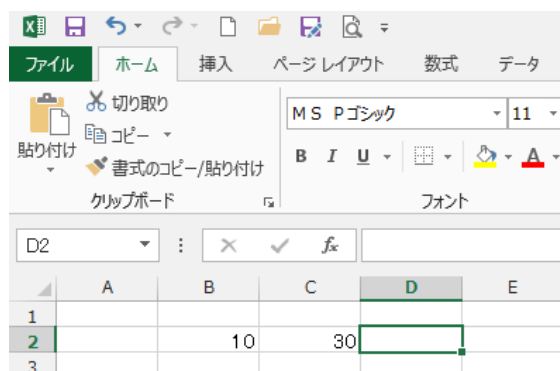 ファイル ホーム 挿入 ページ レイアウト 数式 データ
貼り付け
切り取り
コピー
書式のコピー/貼り付け
クリップボード
ＭＳ Ｐゴシック 11
B I U A
フォント
D2 fx
A B C D E
1
2 10 30
3